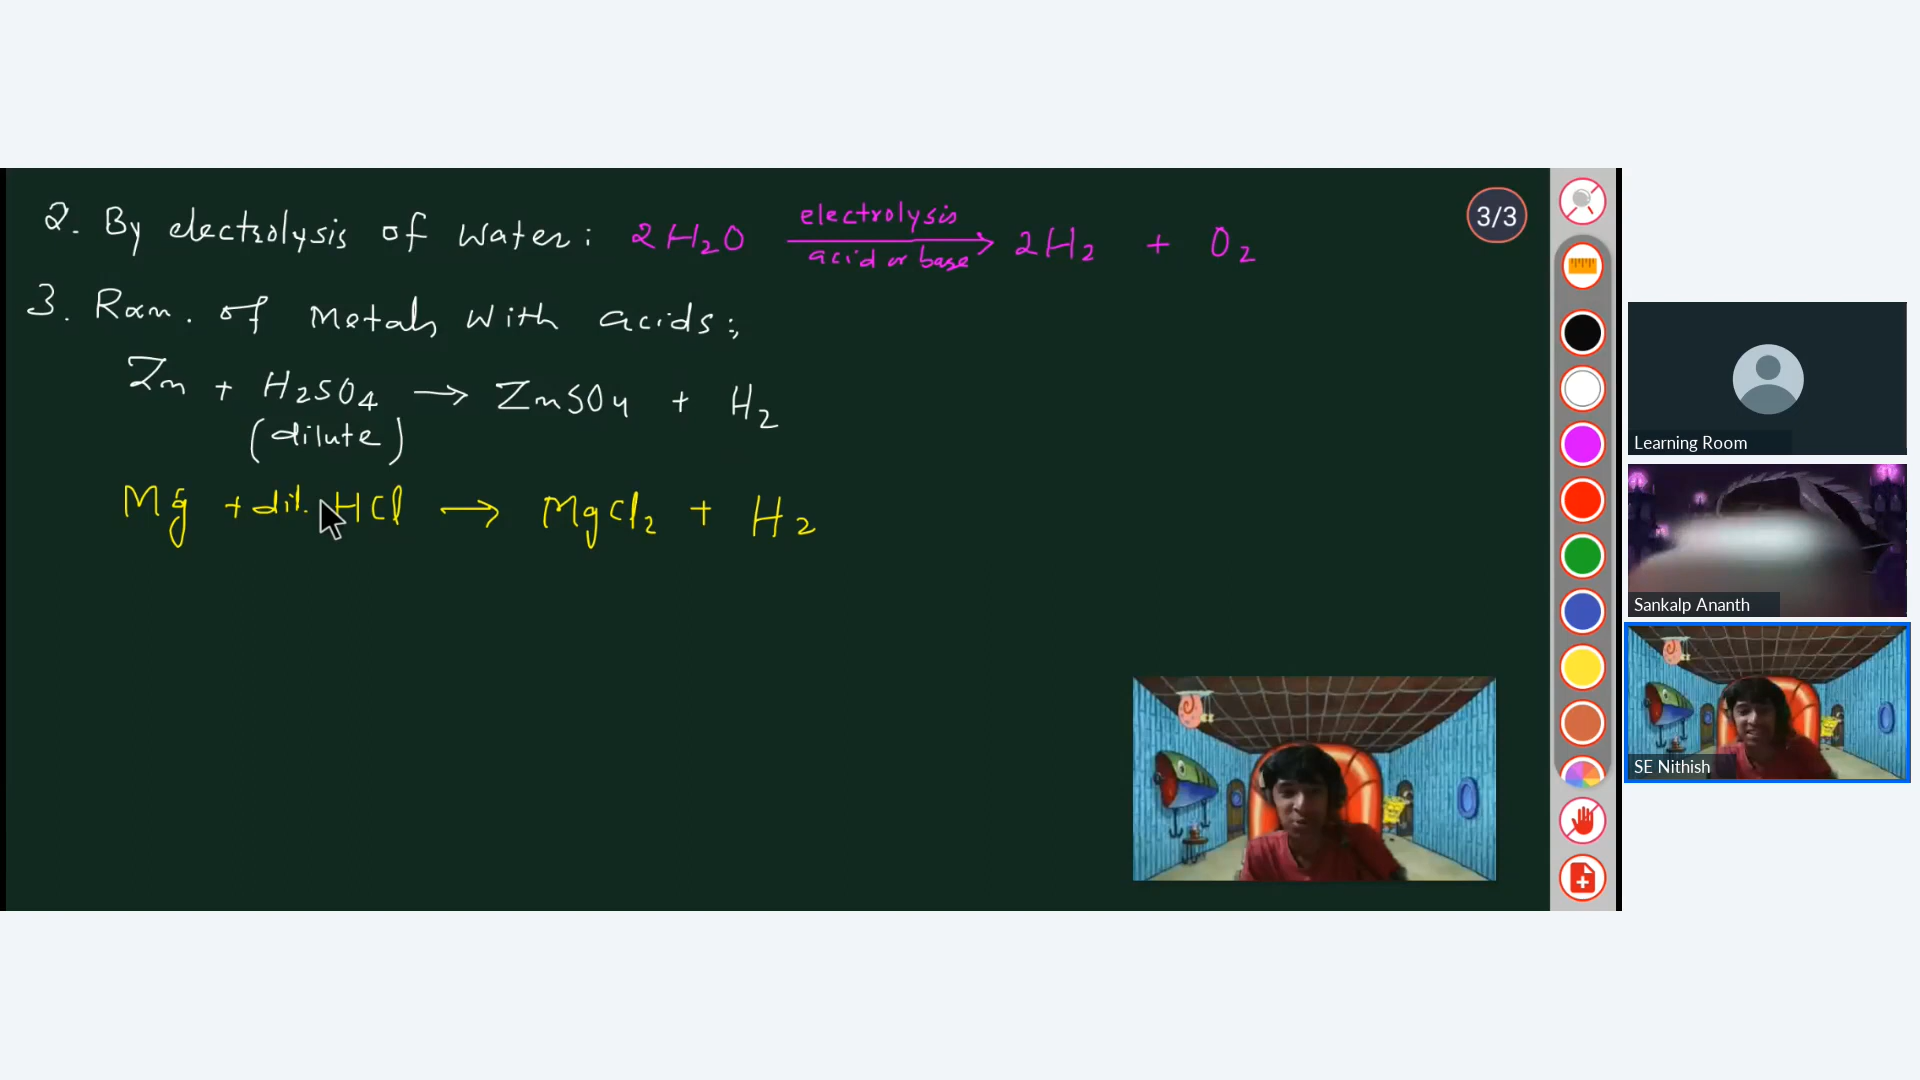 2. By electrolysis of water: 2H₂O electrolysis acid or base → 2H₂ + O₂
3/3
3. Rxn. of Metals with acids:
Zn + H₂SO₄ → ZnSO₄ + H₂
(dilute)
Mg + dil. HCl → MgCl₂ + H₂
Learning Room
Sankalp Ananth
SE Nithish